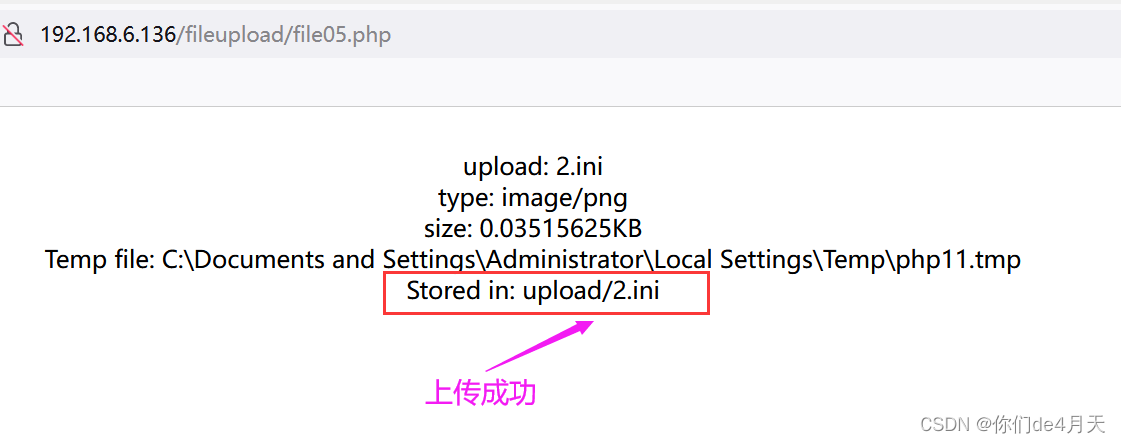 192.168.6.136/fileupload/file05.php
upload: 2.ini
type: image/png
size: 0.03515625KB
Temp file: C:\Documents and Settings\Administrator\Local Settings\Temp\php11.tmp
Stored in: upload/2.ini
上传成功
CSDN @你们de4月天